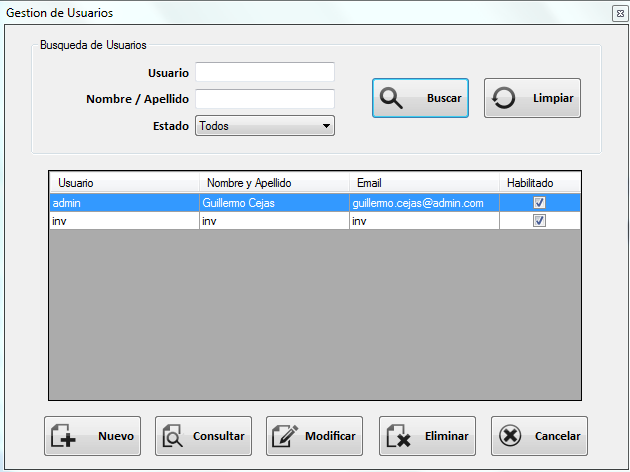 Gestion de Usuarios
Busqueda de Usuarios
Usuario
Nombre / Apellido
Estado Todos
Buscar Limpiar
Usuario Nombre y Apellido Email Habilitado
admin Guillermo Cejas guillermo.cejas@admin.com
inv inv inv
Nuevo Consultar Modificar Eliminar Cancelar